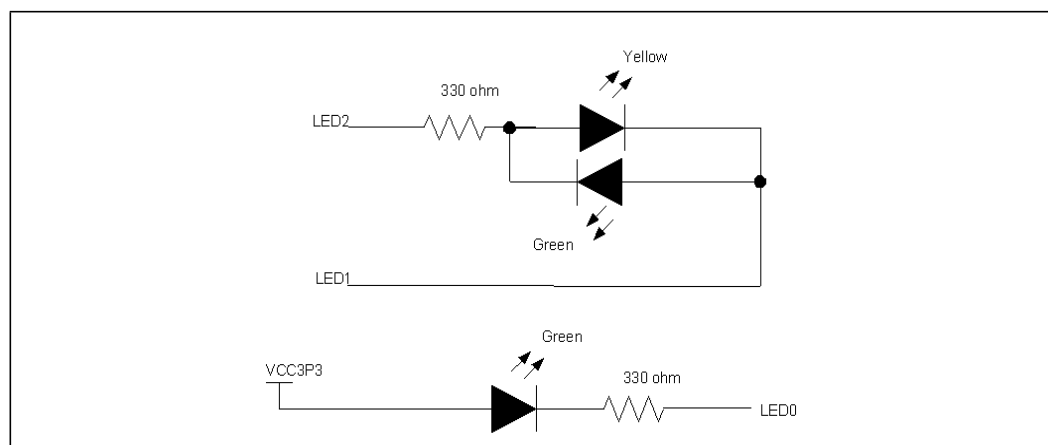 Yellow
330 ohm
LED2
Green
LED1
Green
VCC3P3
330 ohm
LED0